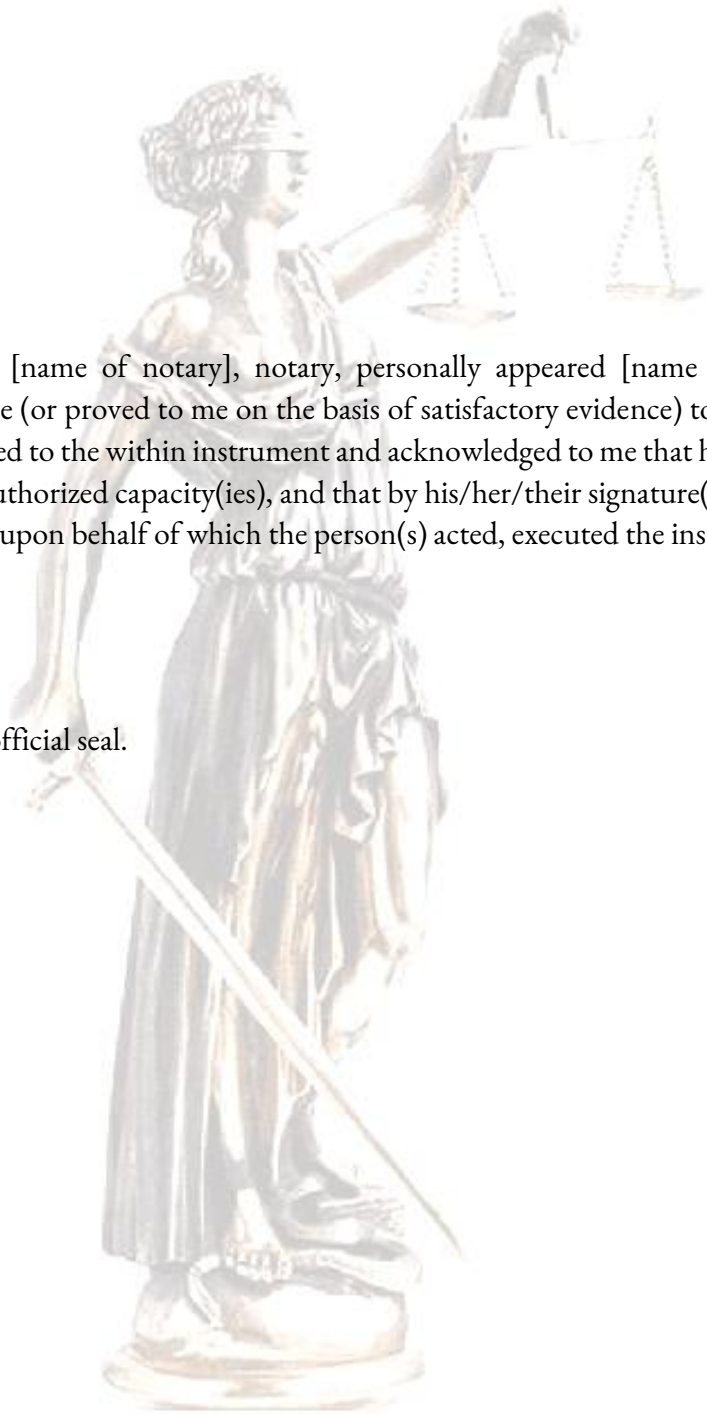 [name of notary], notary, personally appeared [name
e (or proved to me on the basis of satisfactory evidence) to
ed to the within instrument and acknowledged to me that h
uthorized capacity(ies), and that by his/her/their signature(
upon behalf of which the person(s) acted, executed the ins
fficial seal.